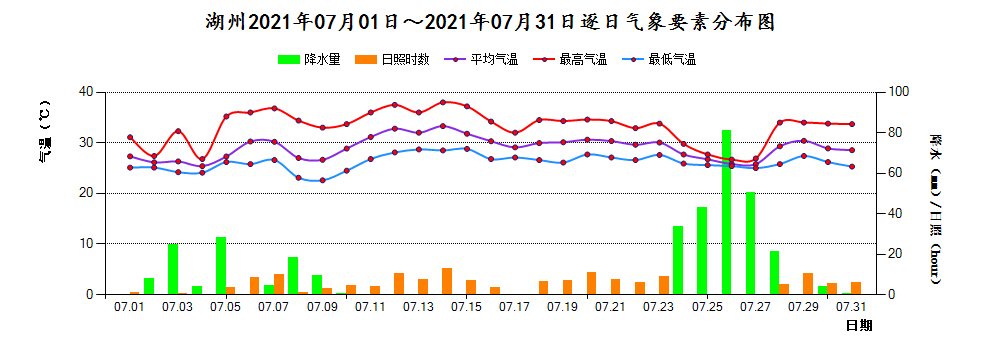 湖州2021年07月01日～2021年07月31日逐日气象要素分布图
降水量 日照时数 平均气温 最高气温 最低气温
气温（℃）
40
30
20
10
0
100
80
60
40
20
0
降水（mm）/日照（hour）
07.01 07.03 07.05 07.07 07.09 07.11 07.13 07.15 07.17 07.19 07.21 07.23 07.25 07.27 07.29 07.31
日期